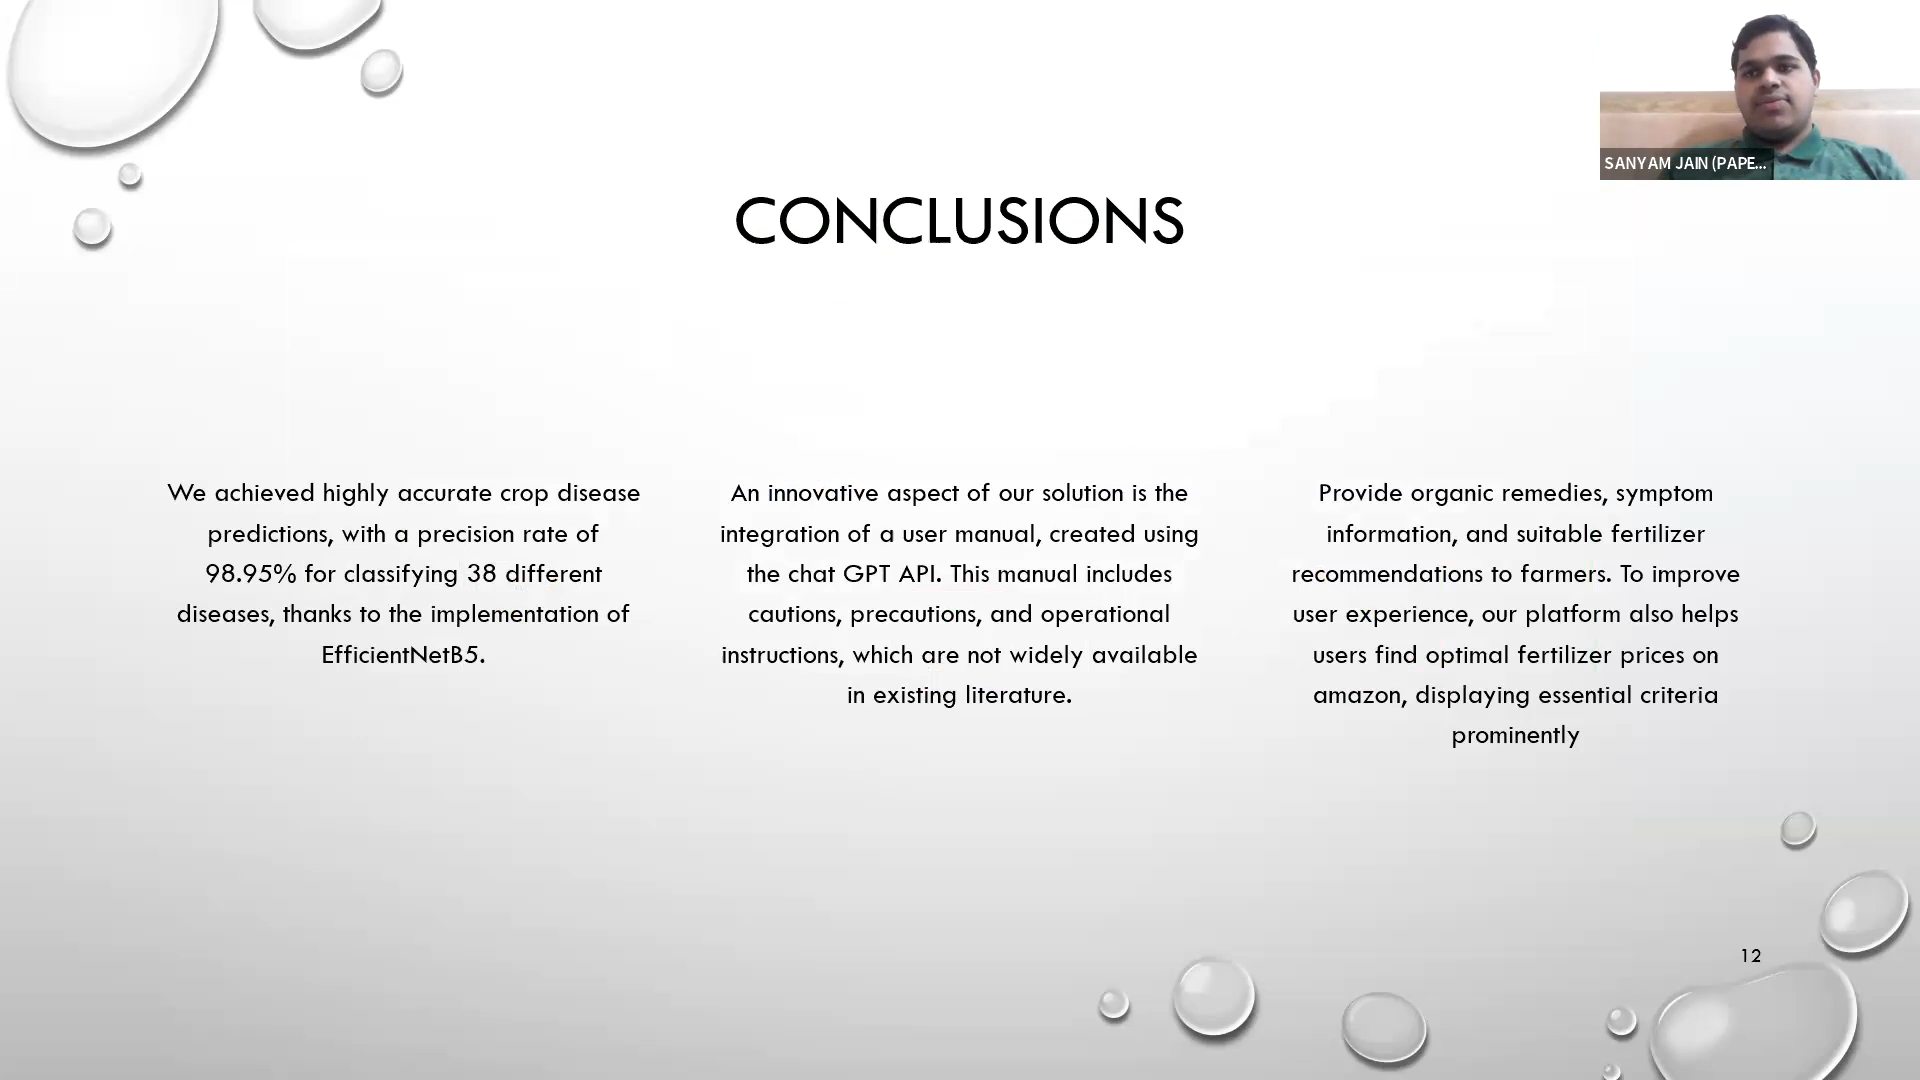 SANYAM JAIN (PAPE...
CONCLUSIONS
We achieved highly accurate crop disease
predictions, with a precision rate of
98.95% for classifying 38 different
diseases, thanks to the implementation of
EfficientNetB5.
An innovative aspect of our solution is the
integration of a user manual, created using
the chat GPT API. This manual includes
cautions, precautions, and operational
instructions, which are not widely available
in existing literature.
Provide organic remedies, symptom
information, and suitable fertilizer
recommendations to farmers. To improve
user experience, our platform also helps
users find optimal fertilizer prices on
amazon, displaying essential criteria
prominently
12